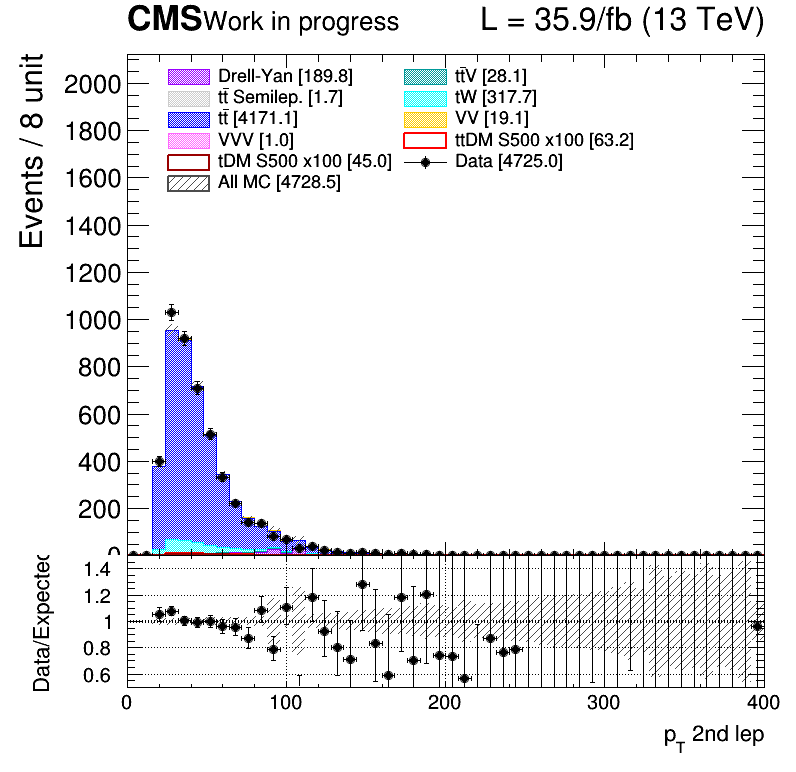 CMS Work in progress L = 35.9/fb (13 TeV)
Events / 8 unit
2000
1800
1600
1400
1200
1000
800
600
400
200
0
Drell-Yan [189.8]
tt̄V [28.1]
tt̄ Semilep. [1.7]
tW [317.7]
tt̄ [4171.1]
VV [19.1]
VVV [1.0]
ttDM S500 x100 [63.2]
tDM S500 x100 [45.0]
Data [4725.0]
All MC [4728.5]
Data/Expected
1.4
1.2
1
0.8
0.6
0 100 200 300 400
p_T 2nd lep